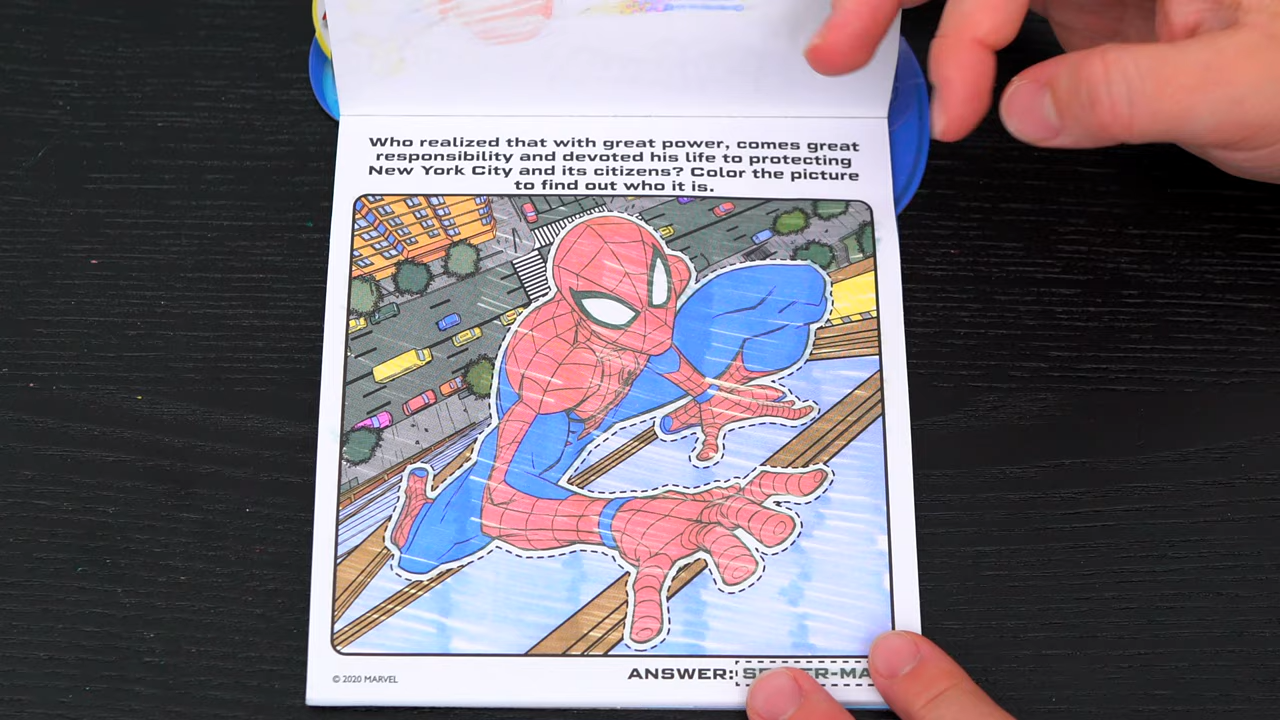 Who realized that with great power, comes great
responsibility and devoted his life to protecting
New York City and its citizens? Color the picture
to find out who it is.
© 2020 MARVEL
ANSWER: